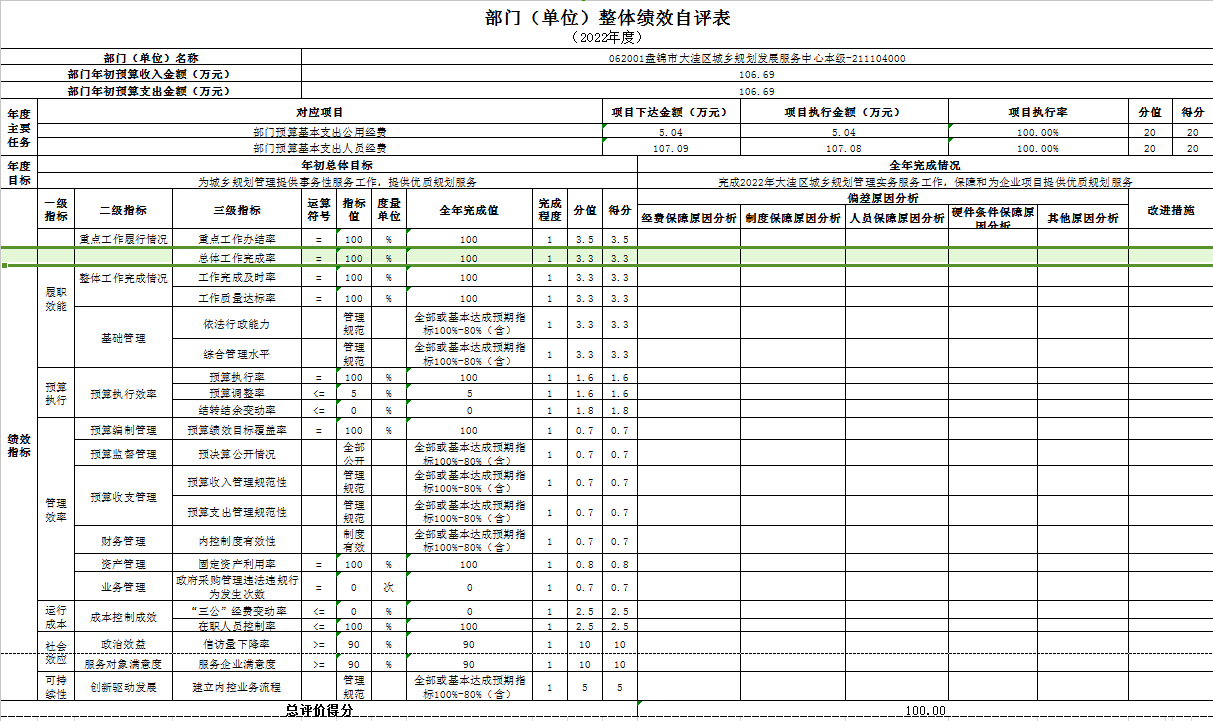 部门（单位）整体绩效自评表
（2022年度）
部门（单位）名称 062001盘锦市大洼区城乡规划发展服务中心本级-211104000
部门年初预算收入金额（万元） 106.69
部门年初预算支出金额（万元） 106.69
年度主要任务 对应项目 项目下达金额（万元） 项目执行金额（万元） 项目执行率 分值 得分
部门预算基本支出公用经费 5.04 5.04 100.00% 20 20
部门预算基本支出人员经费 107.09 107.08 100.00% 20 20
年度目标 年初总体目标 全年完成情况
为城乡规划管理提供事务性服务工作，提供优质规划服务 完成2022年大洼区城乡规划管理实务服务工作，保障和为企业项目提供优质规划服务
绩效指标 一级指标 二级指标 三级指标 运算符号 指标值 度量单位 全年完成值 完成程度 分值 得分 偏差原因分析 改进措施
经费保障原因分析 制度保障原因分析 人员保障原因分析 硬件条件保障原因分析 其他原因分析
履职效能 重点工作履行情况 重点工作办结率 = 100 % 100 1 3.5 3.5
整体工作完成情况 总体工作完成率 = 100 % 100 1 3.3 3.3
工作完成及时率 = 100 % 100 1 3.3 3.3
工作质量达标率 = 100 % 100 1 3.3 3.3
基础管理 依法行政能力 管理规范 全部或基本达成预期指标100%-80%（含） 1 3.3 3.3
综合管理水平 管理规范 全部或基本达成预期指标100%-80%（含） 1 3.3 3.3
预算执行 预算执行效率 预算执行率 = 100 % 100 1 1.6 1.6
预算调整率 <= 5 % 5 1 1.6 1.6
结转结余变动率 <= 0 % 0 1 1.8 1.8
管理效率 预算编制管理 预算绩效目标覆盖率 = 100 % 100 1 0.7 0.7
预算监督管理 预决算公开情况 全部公开 全部或基本达成预期指标100%-80%（含） 1 0.7 0.7
预算收支管理 预算收入管理规范性 管理规范 全部或基本达成预期指标100%-80%（含） 1 0.7 0.7
预算支出管理规范性 管理规范 全部或基本达成预期指标100%-80%（含） 1 0.7 0.7
财务管理 内控制度有效性 制度有效 全部或基本达成预期指标100%-80%（含） 1 0.7 0.7
资产管理 固定资产利用率 = 100 % 100 1 0.8 0.8
业务管理 政府采购管理违法违规行为发生次数 = 0 次 0 1 0.7 0.7
运行成本 成本控制成效 “三公”经费变动率 <= 0 % 0 1 2.5 2.5
在职人员控制率 <= 100 % 100 1 2.5 2.5
社会效应 政治效益 信访量下降率 >= 90 % 90 1 10 10
服务对象满意度 服务企业满意度 >= 90 % 90 1 10 10
可持续性 创新驱动发展 建立内控业务流程 管理规范 全部或基本达成预期指标100%-80%（含） 1 5 5
总评价得分 100.00